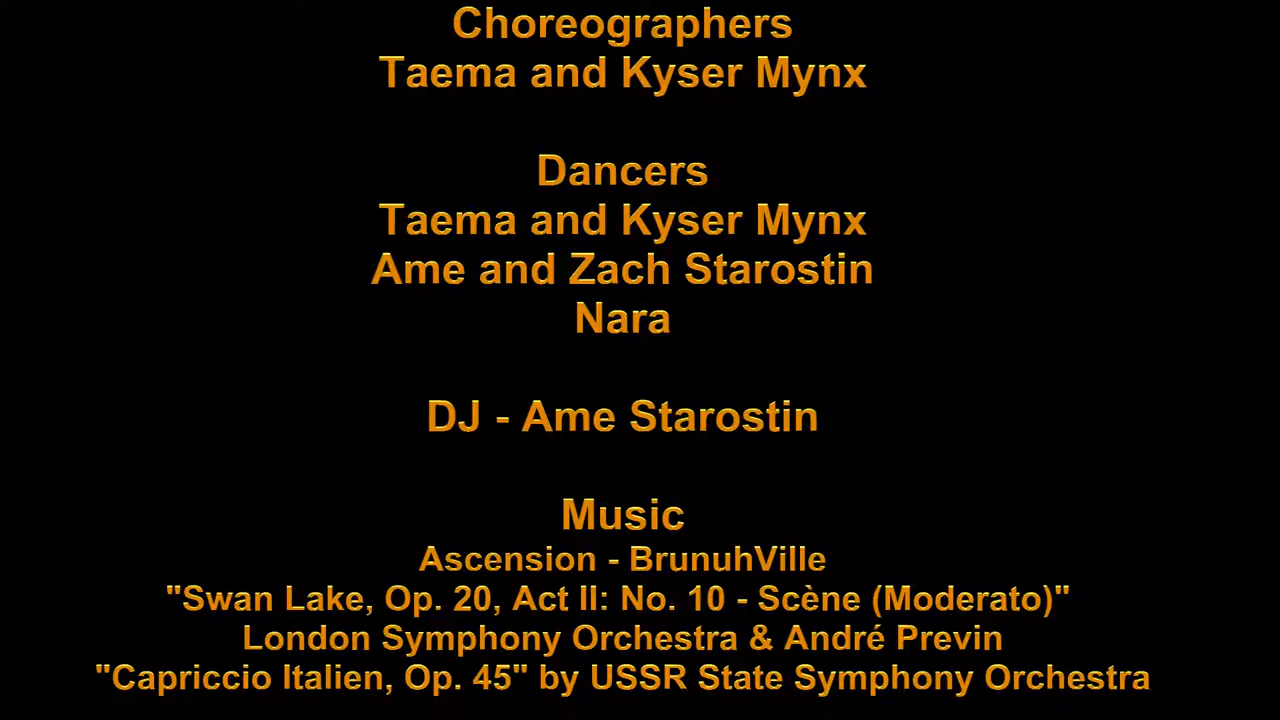 Choreographers
Taema and Kyser Mynx
Dancers
Taema and Kyser Mynx
Ame and Zach Starostin
Nara
DJ - Ame Starostin
Music
Ascension - BrunuhVille
"Swan Lake, Op. 20, Act II: No. 10 - Scène (Moderato)"
London Symphony Orchestra & André Previn
"Capriccio Italien, Op. 45" by USSR State Symphony Orchestra